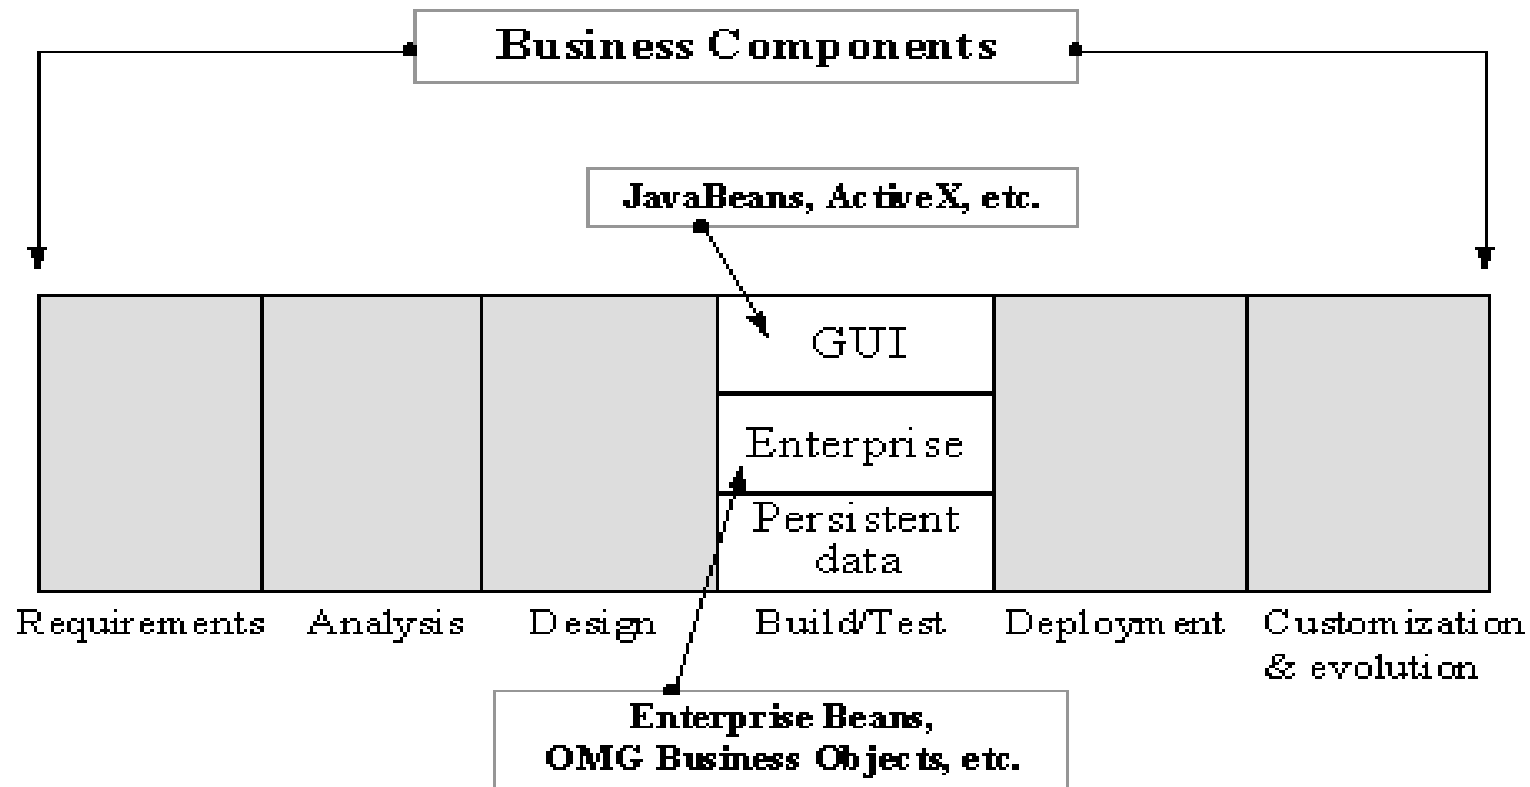 Business Components
JavaBeans, ActiveX, etc.
GUI
Enterprise
Persistent
data
Requirements
Analysis
Design
Build/Test
Deployment
Customization
& evolution
Enterprise Beans,
OMG Business Objects, etc.